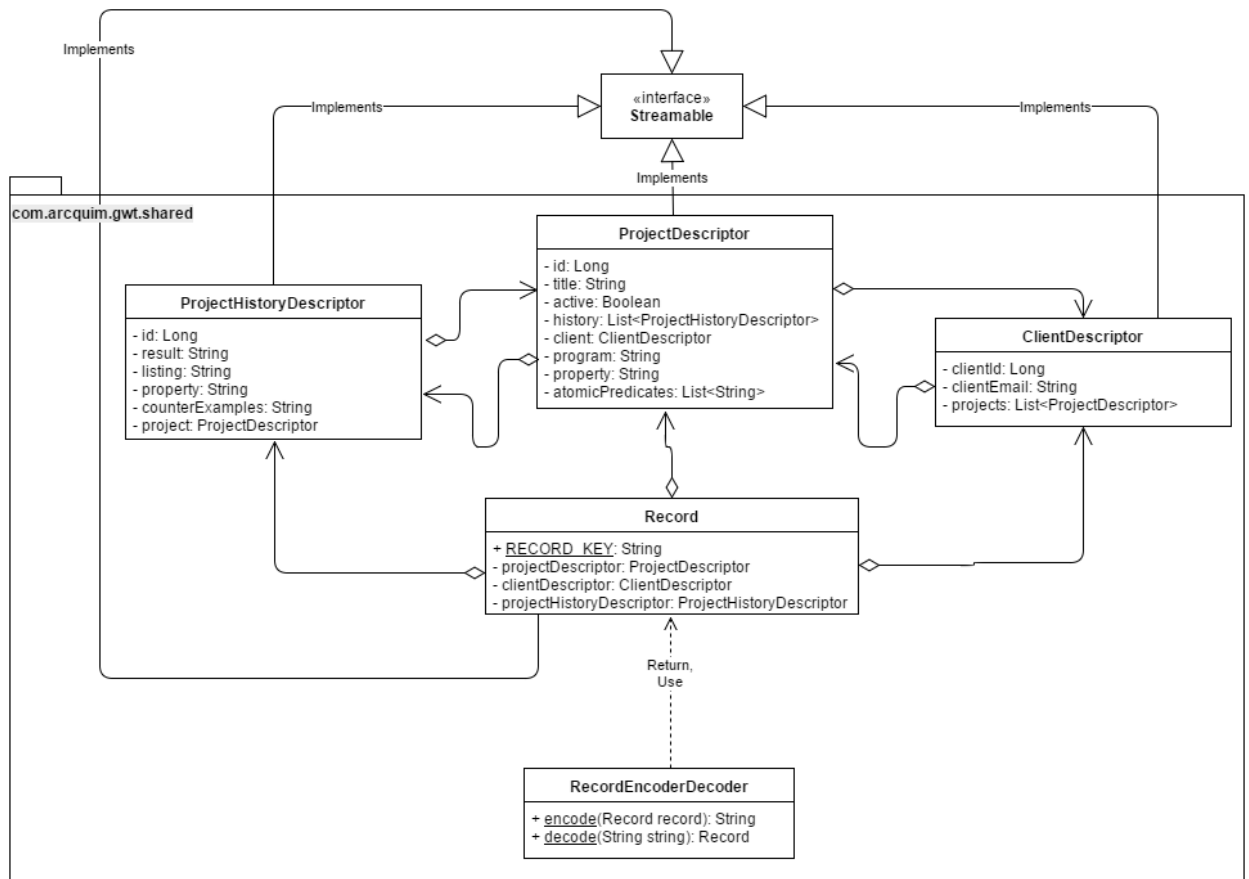 Implements
«interface»
Streamable
Implements
Implements
Implements
com.arcquim.gwt.shared
ProjectDescriptor
- id: Long
- title: String
- active: Boolean
- history: List<ProjectHistoryDescriptor>
- client: ClientDescriptor
- program: String
- property: String
- atomicPredicates: List<String>
ProjectHistoryDescriptor
- id: Long
- result: String
- listing: String
- property: String
- counterExamples: String
- project: ProjectDescriptor
ClientDescriptor
- clientId: Long
- clientEmail: String
- projects: List<ProjectDescriptor>
Record
+ RECORD_KEY: String
- projectDescriptor: ProjectDescriptor
- clientDescriptor: ClientDescriptor
- projectHistoryDescriptor: ProjectHistoryDescriptor
Return,
Use
RecordEncoderDecoder
+ encode(Record record): String
+ decode(String string): Record